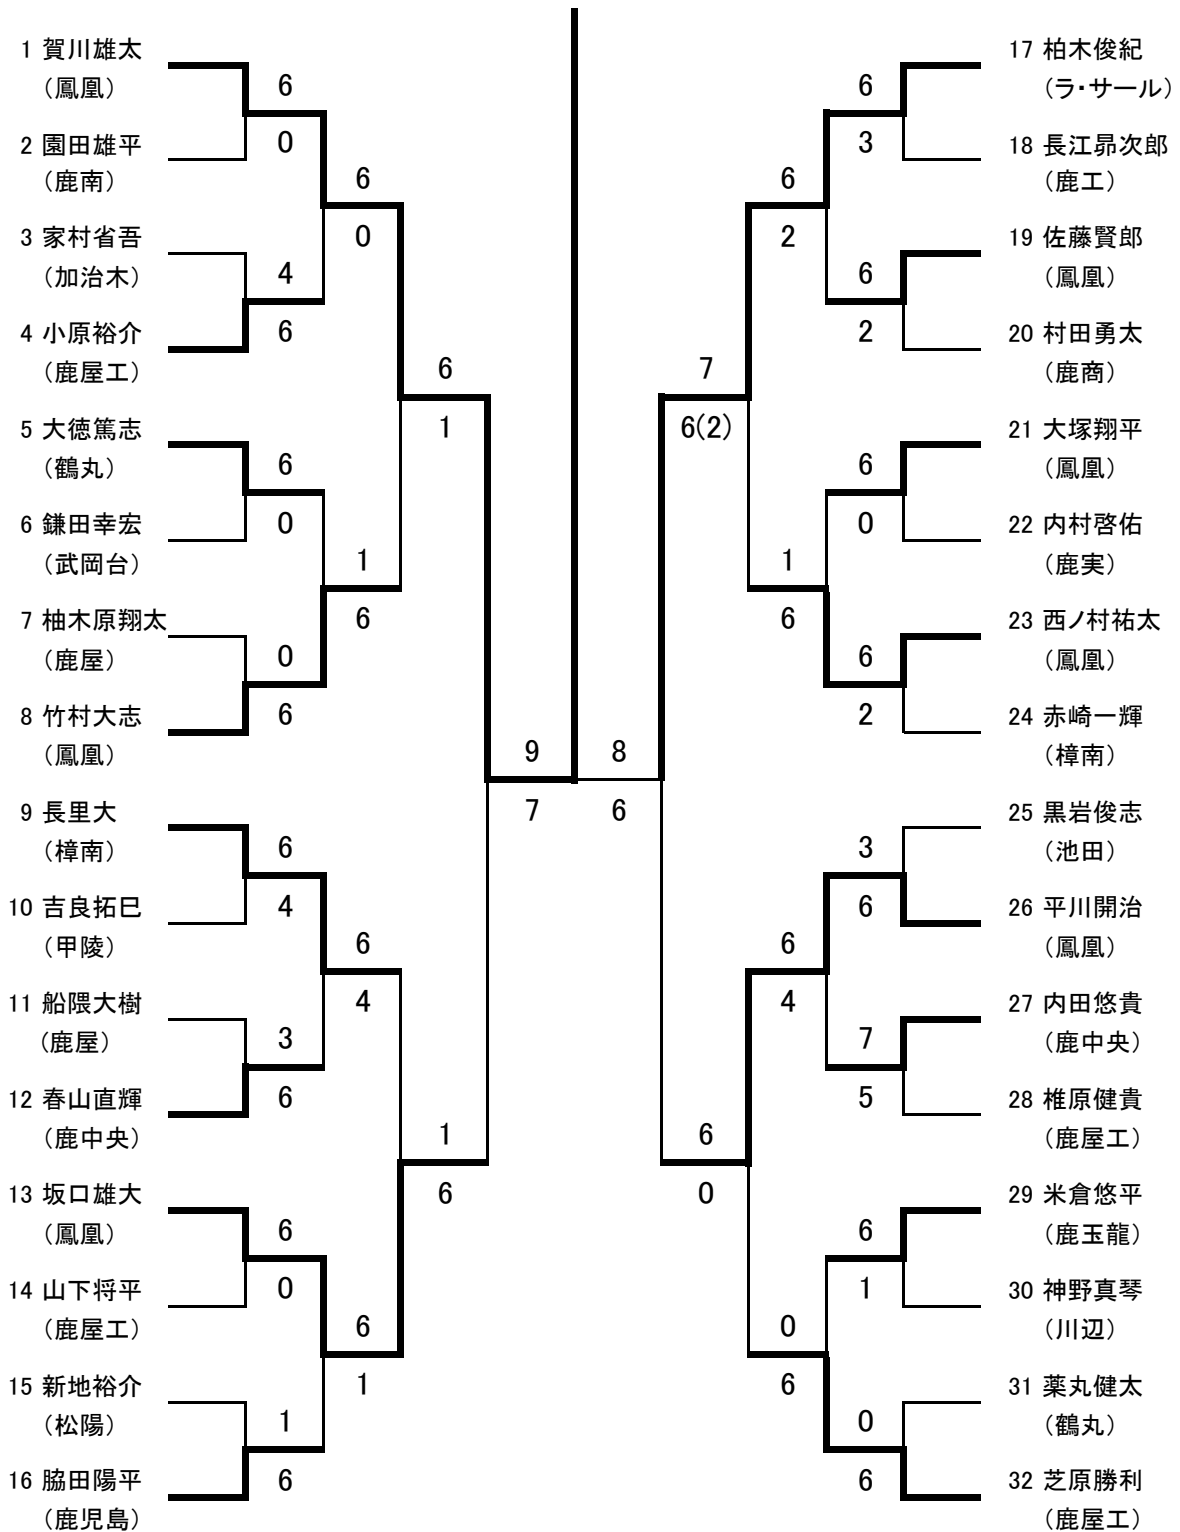 1 賀川雄太
(鳳凰)
2 園田雄平
(鹿南)
3 家村省吾
(加治木)
4 小原裕介
(鹿屋工)
5 大徳篤志
(鶴丸)
6 鎌田幸宏
(武岡台)
7 柚木原翔太
(鹿屋)
8 竹村大志
(鳳凰)
9 長里大
(樟南)
10 吉良拓巳
(甲陵)
11 船隈大樹
(鹿屋)
12 春山直輝
(鹿中央)
13 坂口雄大
(鳳凰)
14 山下将平
(鹿屋工)
15 新地裕介
(松陽)
16 脇田陽平
(鹿児島)
6
0
4
6
6
0
0
6
6
4
3
6
6
0
1
6
6
0
1
6
6
4
6
1
6
1
1
6
9
7
8
6
7
6(2)
6
0
6
2
1
6
6
4
0
6
6
3
6
2
6
0
6
2
3
6
7
5
6
1
0
6
17 柏木俊紀
(ラ・サール)
18 長江昴次郎
(鹿工)
19 佐藤賢郎
(鳳凰)
20 村田勇太
(鹿商)
21 大塚翔平
(鳳凰)
22 内村啓佑
(鹿実)
23 西ノ村祐太
(鳳凰)
24 赤崎一輝
(樟南)
25 黒岩俊志
(池田)
26 平川開治
(鳳凰)
27 内田悠貴
(鹿中央)
28 椎原健貴
(鹿屋工)
29 米倉悠平
(鹿玉龍)
30 神野真琴
(川辺)
31 薬丸健太
(鶴丸)
32 芝原勝利
(鹿屋工)